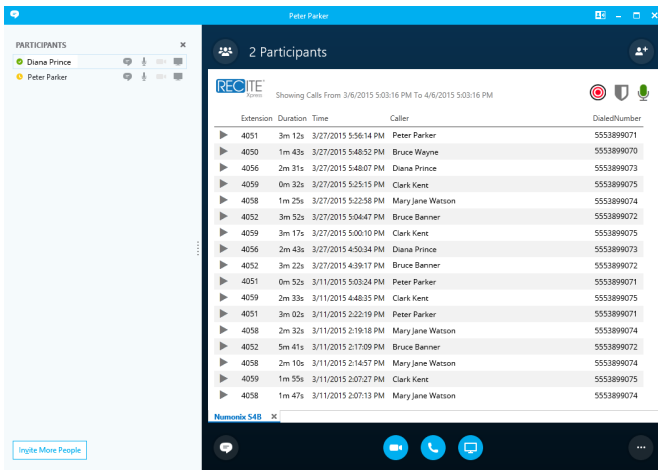 Peter Parker
PARTICIPANTS
Diana Prince
Peter Parker
Invite More People
2 Participants
RECITE
Xpress
Showing Calls From 3/6/2015 5:03:16 PM To 4/6/2015 5:03:16 PM
Extension Duration Time Caller DialedNumber
4051 3m 12s 3/27/2015 5:56:14 PM Peter Parker 5553899071
4050 1m 43s 3/27/2015 5:48:52 PM Bruce Wayne 5553899070
4056 2m 31s 3/27/2015 5:48:07 PM Diana Prince 5553899073
4059 0m 32s 3/27/2015 5:25:15 PM Clark Kent 5553899075
4058 1m 25s 3/27/2015 5:22:58 PM Mary Jane Watson 5553899074
4052 3m 52s 3/27/2015 5:04:47 PM Bruce Banner 5553899072
4059 3m 17s 3/27/2015 5:00:10 PM Clark Kent 5553899075
4056 2m 43s 3/27/2015 4:50:34 PM Diana Prince 5553899073
4052 3m 22s 3/27/2015 4:39:17 PM Bruce Banner 5553899072
4051 0m 52s 3/11/2015 5:03:24 PM Peter Parker 5553899071
4059 2m 33s 3/11/2015 4:48:35 PM Clark Kent 5553899075
4051 3m 02s 3/11/2015 2:22:19 PM Peter Parker 5553899071
4058 2m 32s 3/11/2015 2:19:18 PM Mary Jane Watson 5553899074
4052 5m 41s 3/11/2015 2:17:09 PM Bruce Banner 5553899072
4058 2m 10s 3/11/2015 2:14:57 PM Mary Jane Watson 5553899074
4059 1m 55s 3/11/2015 2:07:27 PM Clark Kent 5553899075
4058 1m 47s 3/11/2015 2:07:13 PM Mary Jane Watson 5553899074
Numonix S4B